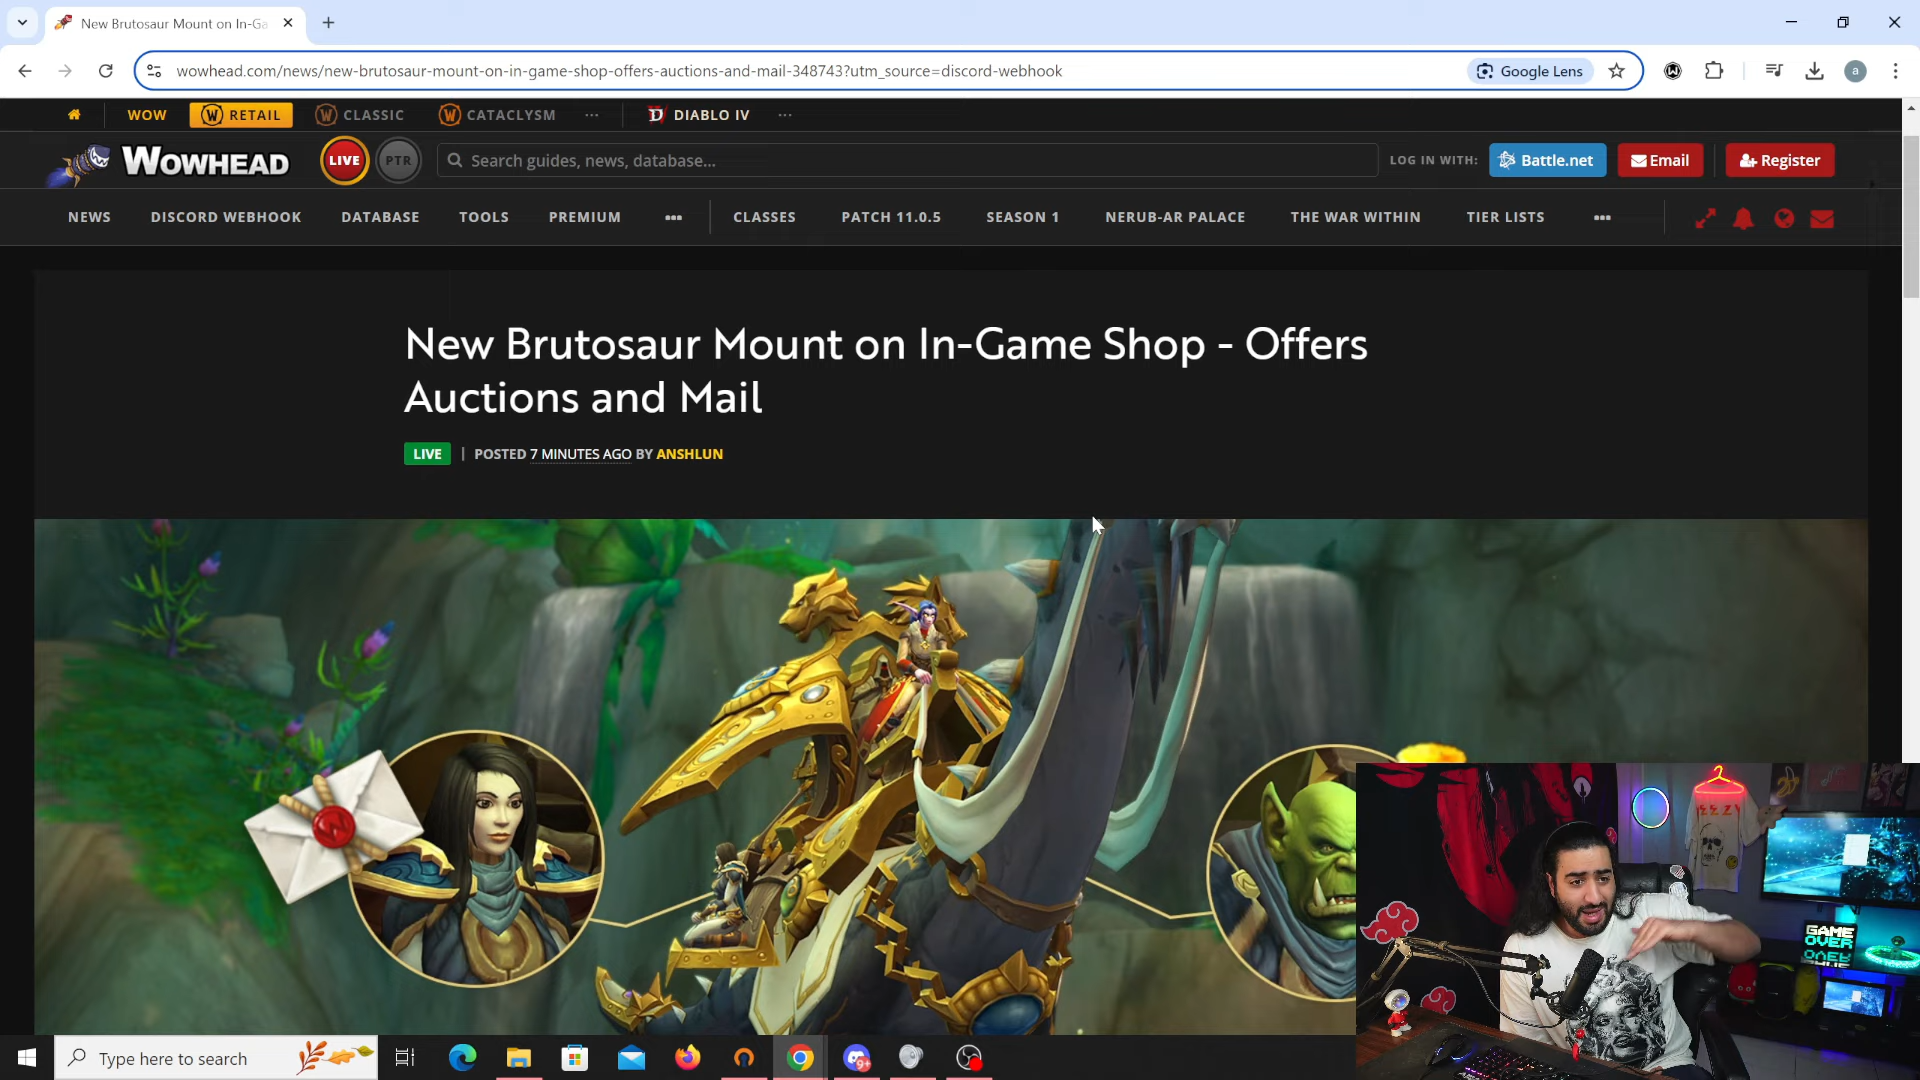 New Brutosaur Mount on In-Ga
wowhead.com/news/new-brutosaur-mount-on-in-game-shop-offers-auctions-and-mail-348743?utm_source=discord-webhook
Google Lens
a
WOW
RETAIL
CLASSIC
CATACLYSM
DIABLO IV
WOWHEAD
LIVE
PTR
Search guides, news, database...
LOG IN WITH:
Battle.net
Email
Register
NEWS
DISCORD WEBHOOK
DATABASE
TOOLS
PREMIUM
CLASSES
PATCH 11.0.5
SEASON 1
NERUB-AR PALACE
THE WAR WITHIN
TIER LISTS
New Brutosaur Mount on In-Game Shop - Offers
Auctions and Mail
LIVE | POSTED 7 MINUTES AGO BY ANSHLUN
GAME
OVER
Type here to search
9+